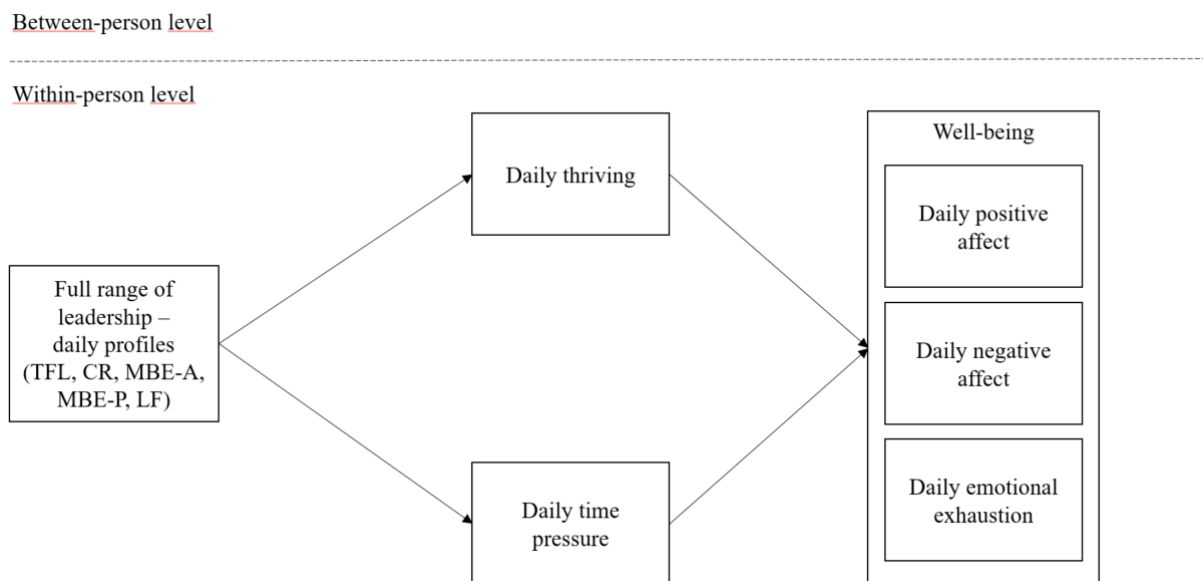 Between-person level
Within-person level
Well-being
Daily thriving
Daily positive
affect
Full range of
leadership –
daily profiles
(TFL, CR, MBE-A,
MBE-P, LF)
Daily negative
affect
Daily time
pressure
Daily emotional
exhaustion